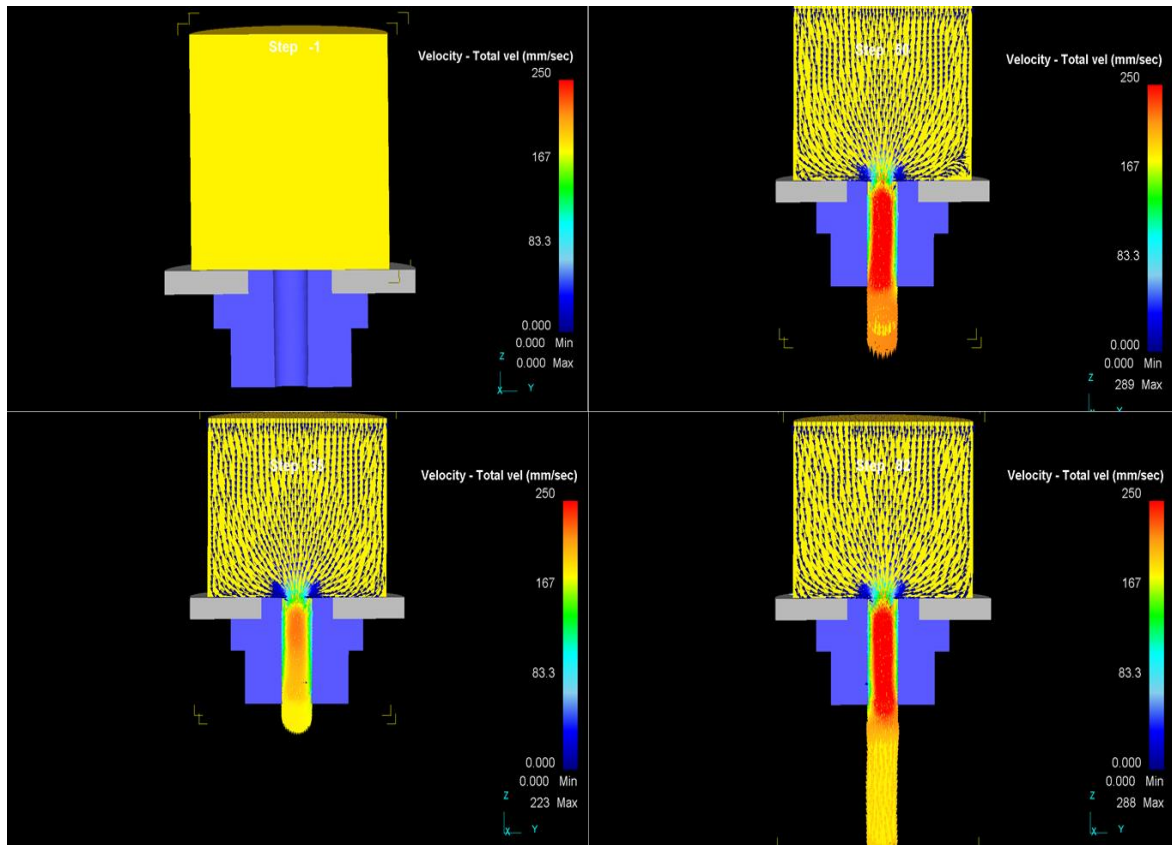 Step -1
Velocity - Total vel (mm/sec)
250
167
83.3
0.000
0.000 Min
0.000 Max
Z
X Y
Velocity - Total vel (mm/sec)
250
167
83.3
0.000
0.000 Min
289 Max
Z
Y
Velocity - Total vel (mm/sec)
250
167
83.3
0.000
0.000 Min
223 Max
Z
X Y
Velocity - Total vel (mm/sec)
250
167
83.3
0.000
0.000 Min
288 Max
Z
X Y